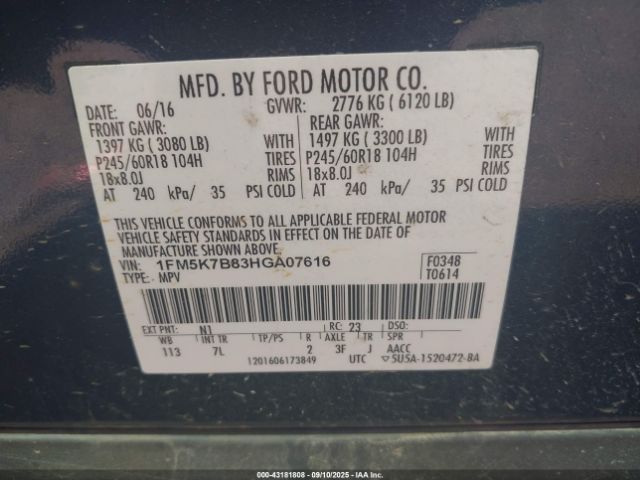 MFD. BY FORD MOTOR CO.
DATE: 06/16 GVWR: 2776 KG ( 6120 LB)
FRONT GAWR: REAR GAWR:
1397 KG ( 3080 LB) WITH 1497 KG ( 3300 LB) WITH
P245/60R18 104H TIRES P245/60R18 104H TIRES
18x8.0J RIMS 18x8.0J RIMS
AT 240 kPa/ 35 PSI COLD AT 240 kPa/ 35 PSI COLD
THIS VEHICLE CONFORMS TO ALL APPLICABLE FEDERAL MOTOR
VEHICLE SAFETY STANDARDS IN EFFECT ON THE DATE OF
MANUFACTURE SHOWN ABOVE.
VIN: 1FM5K7B83HGA07616 F0348
TYPE: MPV T0614
EXT PNT: N1 RC: 23 DSO:
WB INT TR TP/PS R AXLE TR SPR
113 7L 2 3F J AACC
1201606173849 UTC ▽5U5A-1520472-BA
000-43181808 - 09/10/2025 - IAA Inc.